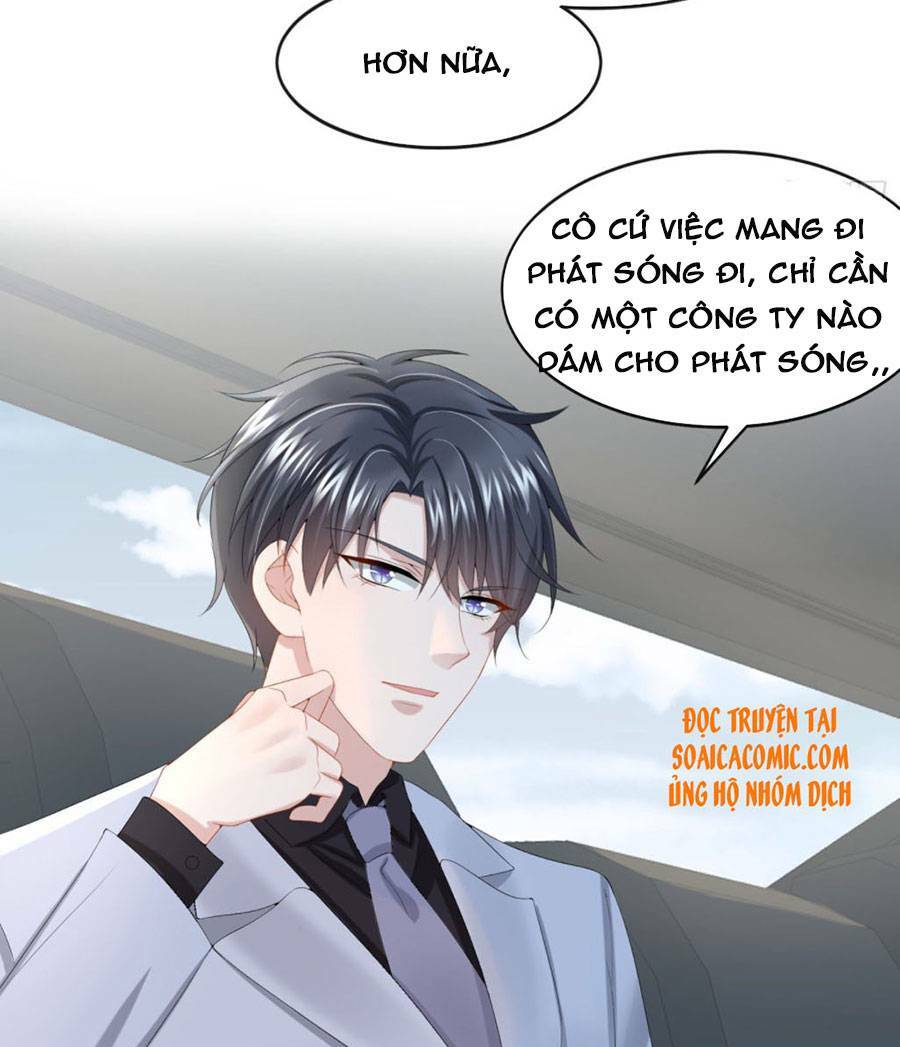 HƠN NỮA,
CÔ CỨ VIỆC MANG ĐI
PHÁT SÓNG ĐI, CHỈ CẦN
CÓ MỘT CÔNG TY NÀO
DÁM CHO PHÁT SÓNG,,
ĐỌC TRUYỆN TẠI
SOAICACOMIC.COM
ỦNG HỘ NHÓM DỊCH